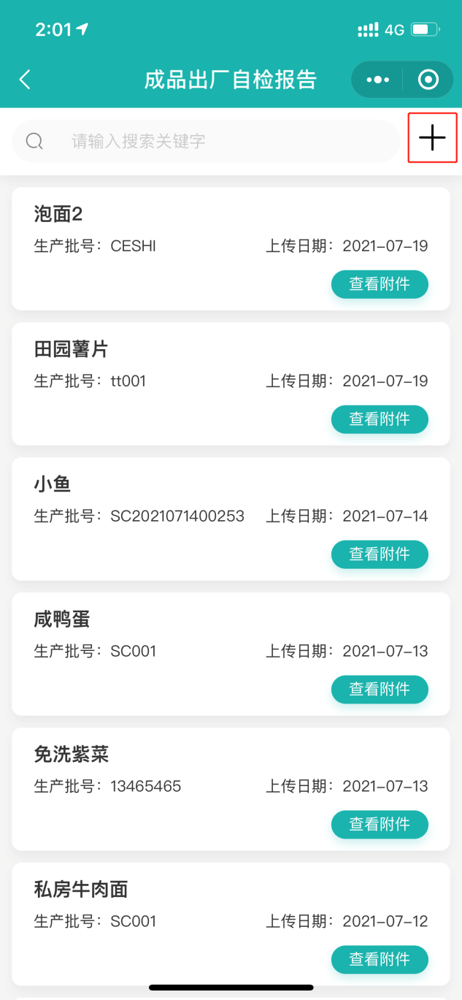 2:01
4G
成品出厂自检报告
请输入搜索关键字
泡面2
生产批号：CESHI 上传日期：2021-07-19
查看附件
田园薯片
生产批号：tt001 上传日期：2021-07-19
查看附件
小鱼
生产批号：SC2021071400253 上传日期：2021-07-14
查看附件
咸鸭蛋
生产批号：SC001 上传日期：2021-07-13
查看附件
免洗紫菜
生产批号：13465465 上传日期：2021-07-13
查看附件
私房牛肉面
生产批号：SC001 上传日期：2021-07-12
查看附件